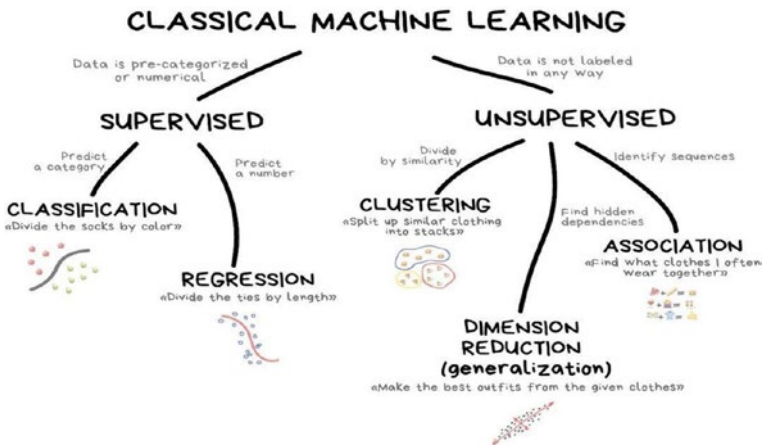 CLASSICAL MACHINE LEARNING
Data is pre-categorized
or numerical
Data is not labeled
in any way
SUPERVISED
UNSUPERVISED
Predict
a category
Predict
a number
Divide
by similarity
Identify sequences
CLASSIFICATION
«Divide the socks by color»
CLUSTERING
«Split up similar clothing
into stacks»
Find hidden
dependencies
ASSOCIATION
«Find what clothes I often
wear together»
REGRESSION
«Divide the ties by length»
DIMENSION
REDUCTION
(generalization)
«Make the best outfits from the given clothes»